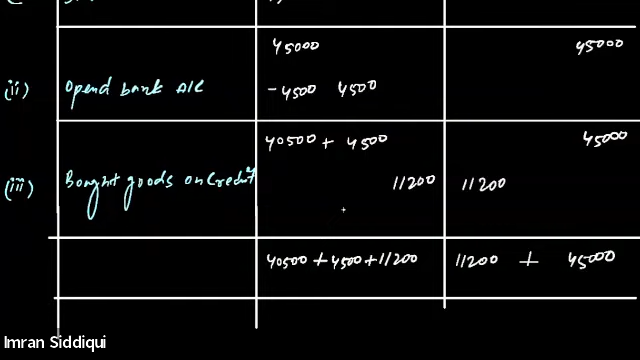 45000 45000
(ii) Opend bank A/C - 4500 4500
40500 + 4500 45000
(iii) Bought goods on Credit 11200 11200
40500 + 4500 + 11200 11200 + 45000
Imran Siddiqui